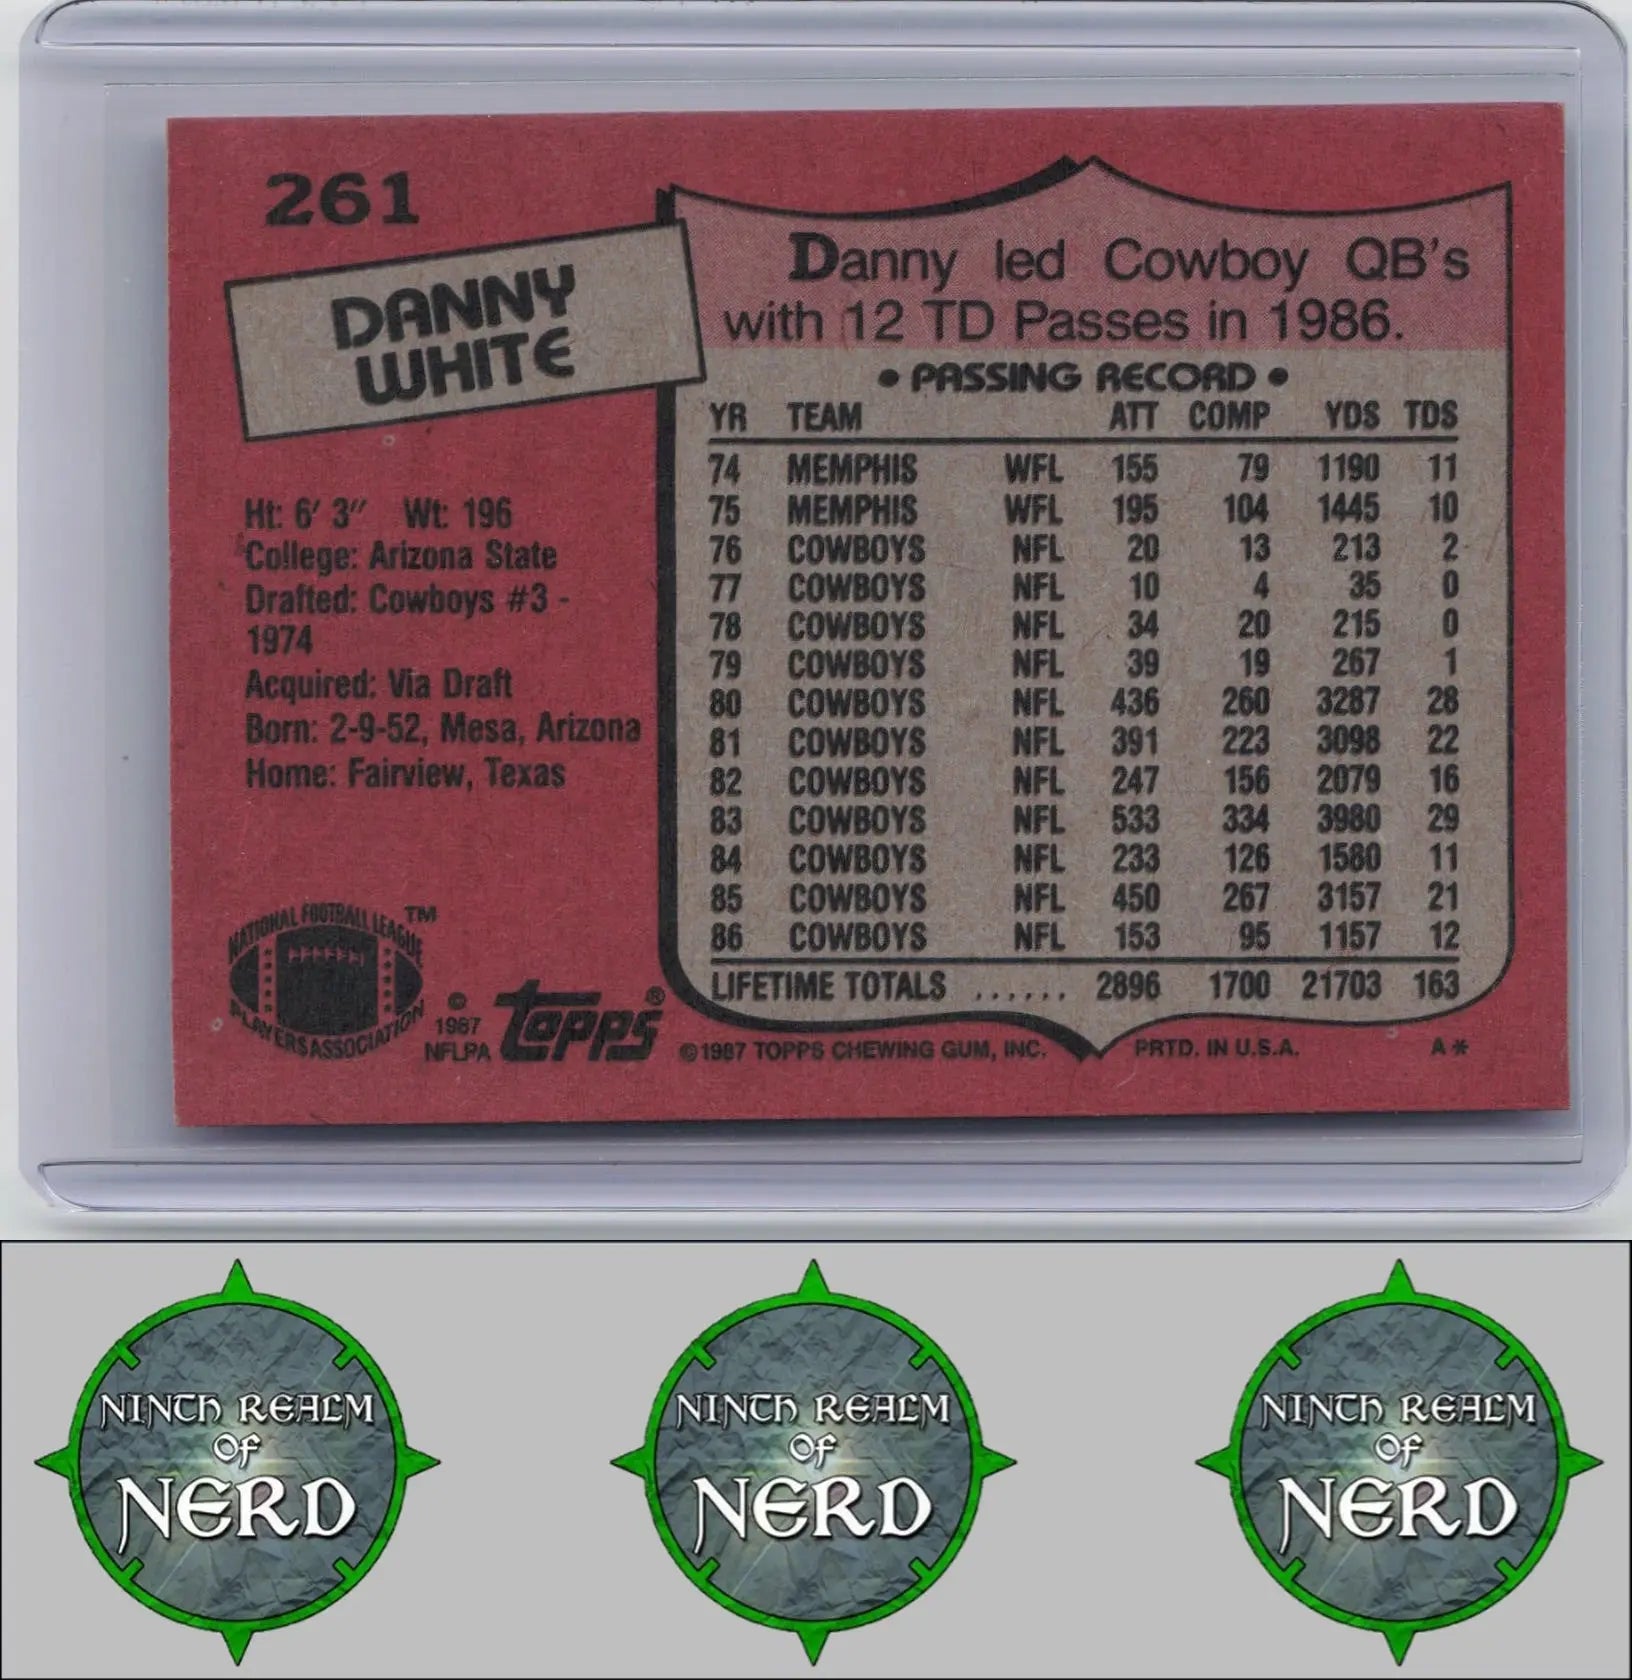 261
DANNY
WHITE
Ht: 6' 3" Wt: 196
College: Arizona State
Drafted: Cowboys #3 -
1974
Acquired: Via Draft
Born: 2-9-52, Mesa, Arizona
Home: Fairview, Texas
NATIONAL FOOTBALL LEAGUE TM
PLAYERS ASSOCIATION
© 1987
NFLPA
topps®
Danny led Cowboy QB's
with 12 TD Passes in 1986.
• PASSING RECORD •
YR TEAM ATT COMP YDS TDS
74 MEMPHIS WFL 155 79 1190 11
75 MEMPHIS WFL 195 104 1445 10
76 COWBOYS NFL 20 13 213 2
77 COWBOYS NFL 10 4 35 0
78 COWBOYS NFL 34 20 215 0
79 COWBOYS NFL 39 19 267 1
80 COWBOYS NFL 436 260 3287 28
81 COWBOYS NFL 391 223 3098 22
82 COWBOYS NFL 247 156 2079 16
83 COWBOYS NFL 533 334 3980 29
84 COWBOYS NFL 233 126 1580 11
85 COWBOYS NFL 450 267 3157 21
86 COWBOYS NFL 153 95 1157 12
LIFETIME TOTALS ...... 2896 1700 21703 163
©1987 TOPPS CHEWING GUM, INC. PRTD. IN U.S.A. A*
NINTH REALM
OF
NERD
NINTH REALM
OF
NERD
NINTH REALM
OF
NERD